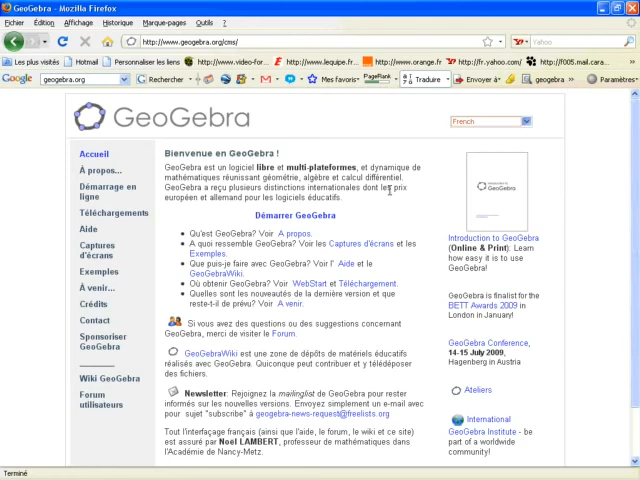 GeoGebra - Mozilla Firefox
Fichier Édition Affichage Historique Marque-pages Outils ?
http://www.geogebra.org/cms/
Yahoo
Les plus visités Hotmail Personnaliser les liens http://www.video-for... http://www.lequipe.fr... http://www.orange.fr http://fr.yahoo.com/ http://f005.mail.cara...
Google geogebra.org Rechercher Mes favoris PageRank Traduire Envoyer à geogebra Paramètres
GeoGebra
French
Accueil
À propos...
Démarrage en
ligne
Téléchargements
Aide
Captures
d'écrans
Exemples
À venir...
Crédits
Contact
Sponsoriser
GeoGebra
Wiki GeoGebra
Forum
utilisateurs
Bienvenue en GeoGebra !
GeoGebra est un logiciel libre et multi-plateformes, et dynamique de
mathématiques réunissant géométrie, algèbre et calcul différentiel.
GeoGebra a reçu plusieurs distinctions internationales dont les prix
européen et allemand pour les logiciels éducatifs.
Démarrer GeoGebra
Qu'est GeoGebra? Voir A propos.
A quoi ressemble GeoGebra? Voir les Captures d'écrans et les
Exemples.
Que puis-je faire avec GeoGebra? Voir l' Aide et le
GeoGebraWiki.
Où obtenir GeoGebra? Voir WebStart et Téléchargement.
Quelles sont les nouveautés de la dernière version et que
reste-t-il de prévu? Voir A venir.
Si vous avez des questions ou des suggestions concernant
GeoGebra, merci de visiter le Forum.
GeoGebraWiki est une zone de dépôts de matériels éducatifs
réalisés avec GeoGebra. Quiconque peut contribuer et y télédéposer
des fichiers.
Newsletter: Rejoignez la mailinglist de GeoGebra pour rester
informés sur les nouvelles versions. Envoyez simplement un e-mail avec
pour sujet "subscribe" à geogebra-news-request@freelists.org
Tout l'interfaçage français (ainsi que l'aide, le forum, le wiki et ce site)
est assuré par Noël LAMBERT, professeur de mathématiques dans
l'Académie de Nancy-Metz.
GeoGebra
Introduction to GeoGebra
(Online & Print): Learn
how easy it is to use
GeoGebra!
GeoGebra is finalist for the
BETT Awards 2009 in
London in January!
GeoGebra Conference,
14-15 July 2009,
Hagenberg in Austria
Ateliers
International
GeoGebra Institute - be
part of a worldwide
community!
Terminé